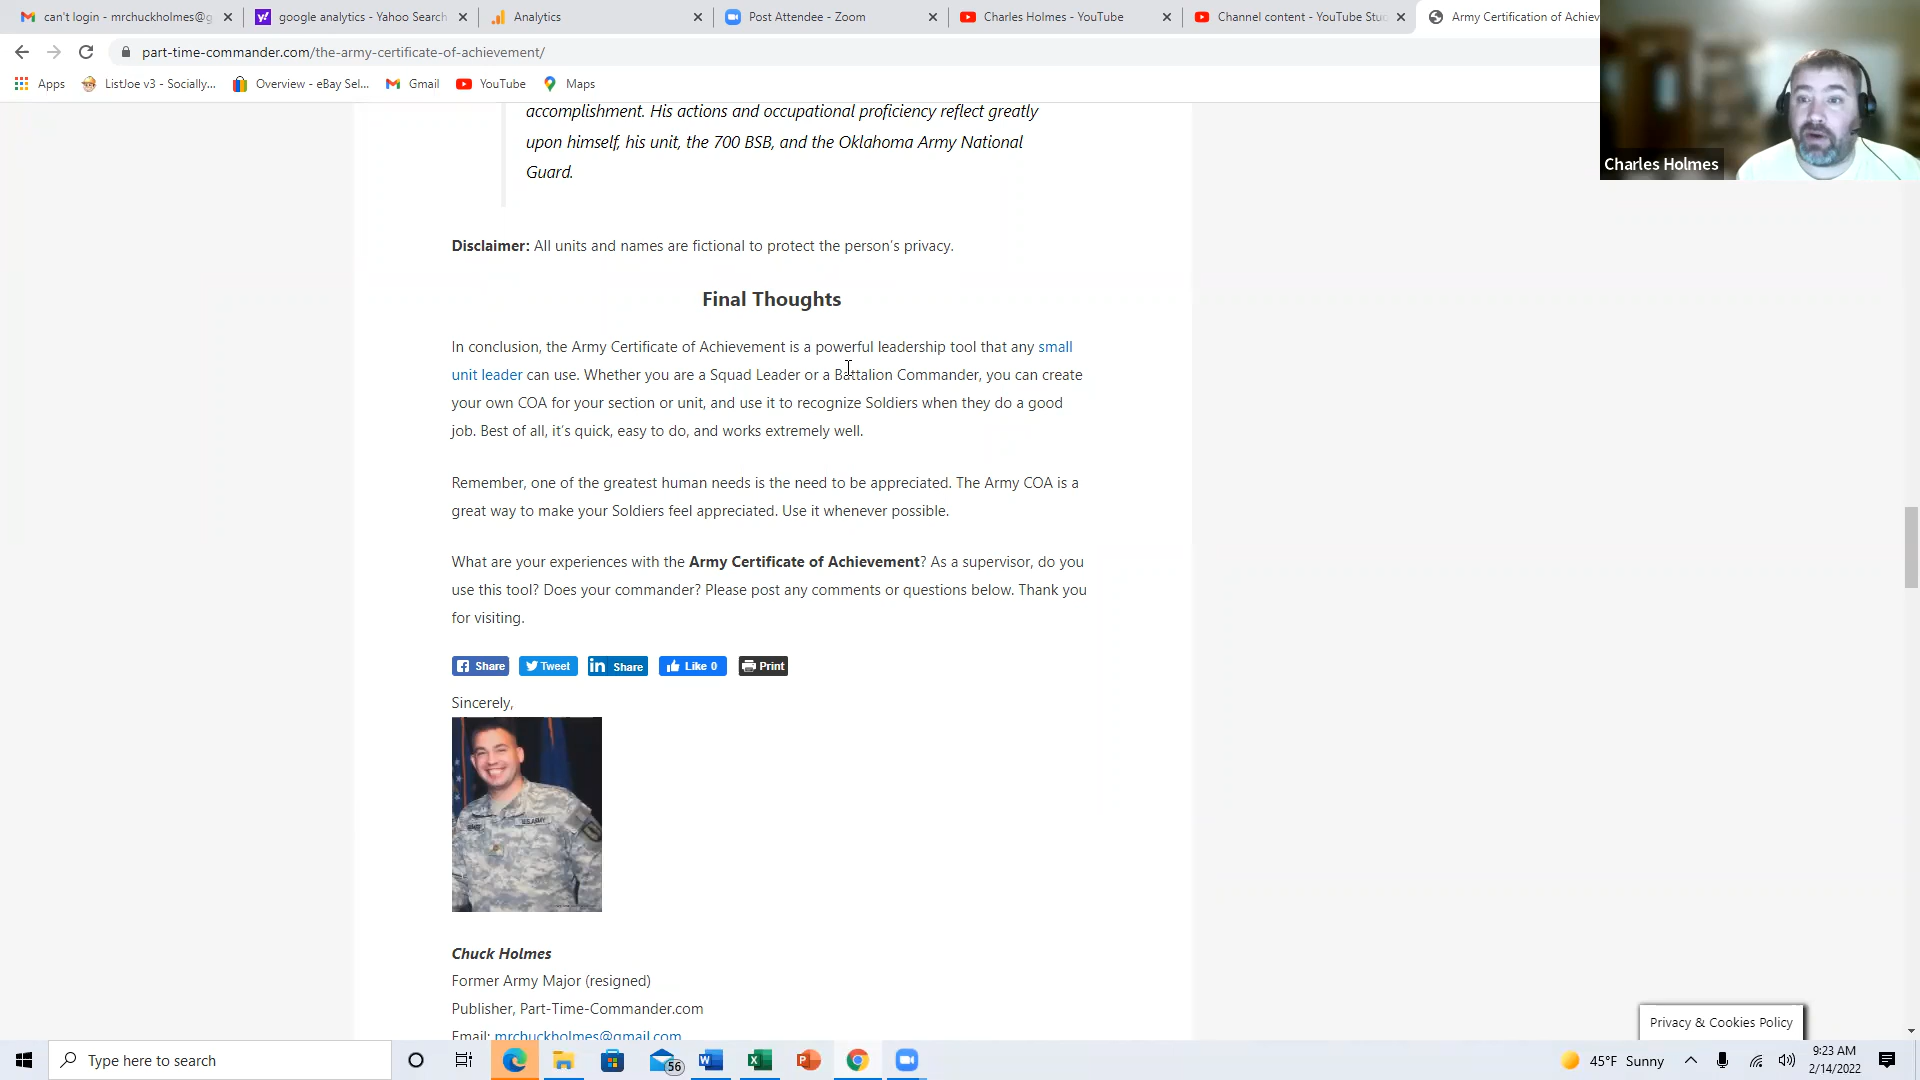 can't login - mrchuckholmes@g
google analytics - Yahoo Search
Analytics
Post Attendee - Zoom
Charles Holmes - YouTube
Channel content - YouTube Stu
Army Certification of Achiev
part-time-commander.com/the-army-certificate-of-achievement/
Apps
ListJoe v3 - Socially...
Overview - eBay Sel...
Gmail
YouTube
Maps
Charles Holmes
accomplishment. His actions and occupational proficiency reflect greatly
upon himself, his unit, the 700 BSB, and the Oklahoma Army National
Guard.
Disclaimer: All units and names are fictional to protect the person's privacy.
Final Thoughts
In conclusion, the Army Certificate of Achievement is a powerful leadership tool that any small
unit leader can use. Whether you are a Squad Leader or a Battalion Commander, you can create
your own COA for your section or unit, and use it to recognize Soldiers when they do a good
job. Best of all, it's quick, easy to do, and works extremely well.
Remember, one of the greatest human needs is the need to be appreciated. The Army COA is a
great way to make your Soldiers feel appreciated. Use it whenever possible.
What are your experiences with the Army Certificate of Achievement? As a supervisor, do you
use this tool? Does your commander? Please post any comments or questions below. Thank you
for visiting.
Share
Tweet
Share
Like 0
Print
Sincerely,
U.S. ARMY
Chuck Holmes
Former Army Major (resigned)
Publisher, Part-Time-Commander.com
Email: mrchuckholmes@gmail.com
Privacy & Cookies Policy
Type here to search
56
45°F Sunny
9:23 AM
2/14/2022